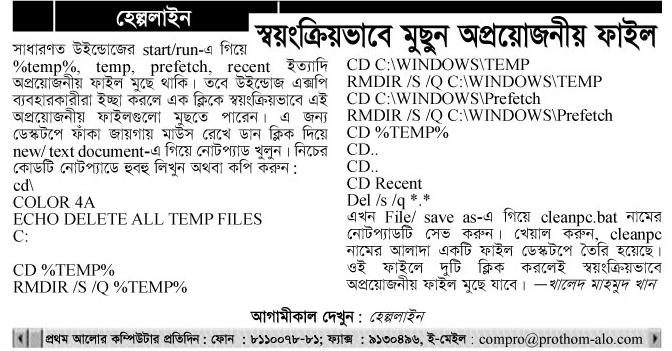 হেল্পলাইন
স্বয়ংক্রিয়ভাবে মুছুন অপ্রয়োজনীয় ফাইল
সাধারণত উইন্ডোজের start/run-এ গিয়ে
%temp%, temp, prefetch, recent ইত্যাদি
অপ্রয়োজনীয় ফাইল মুছে থাকি। তবে উইন্ডোজ এক্সপি
ব্যবহারকারীরা ইচ্ছা করলে এক ক্লিকে স্বয়ংক্রিয়ভাবে এই
অপ্রয়োজনীয় ফাইলগুলো মুছতে পারেন। এ জন্য
ডেস্কটপে ফাঁকা জায়গায় মাউস রেখে ডান ক্লিক দিয়ে
new/ text document-এ গিয়ে নোটপ্যাড খুলুন। নিচের
কোডটি নোটপ্যাডে হুবহু লিখুন অথবা কপি করুন :
cd\
COLOR 4A
ECHO DELETE ALL TEMP FILES
C:
CD %TEMP%
RMDIR /S /Q %TEMP%
CD C:\WINDOWS\TEMP
RMDIR /S /Q C:\WINDOWS\TEMP
CD C:\WINDOWS\Prefetch
RMDIR /S /Q C:\WINDOWS\Prefetch
CD %TEMP%
CD..
CD..
CD Recent
Del /s /q *.*
এখন File/ save as-এ গিয়ে cleanpc.bat নামের
নোটপ্যাডটি সেভ করুন। খেয়াল করুন, cleanpc
নামের আলাদা একটি ফাইল ডেস্কটপে তৈরি হয়েছে।
ওই ফাইলে দুটি ক্লিক করলেই স্বয়ংক্রিয়ভাবে
অপ্রয়োজনীয় ফাইল মুছে যাবে। —খালেদ মাহমুদ খান
আগামীকাল দেখুন : হেল্পলাইন
প্রথম আলোর কম্পিউটার প্রতিদিন : ফোন : ৮১১০০৭৮-৮১; ফ্যাক্স : ৯১৩০৪৯৬, ই-মেইল : compro@prothom-alo.com